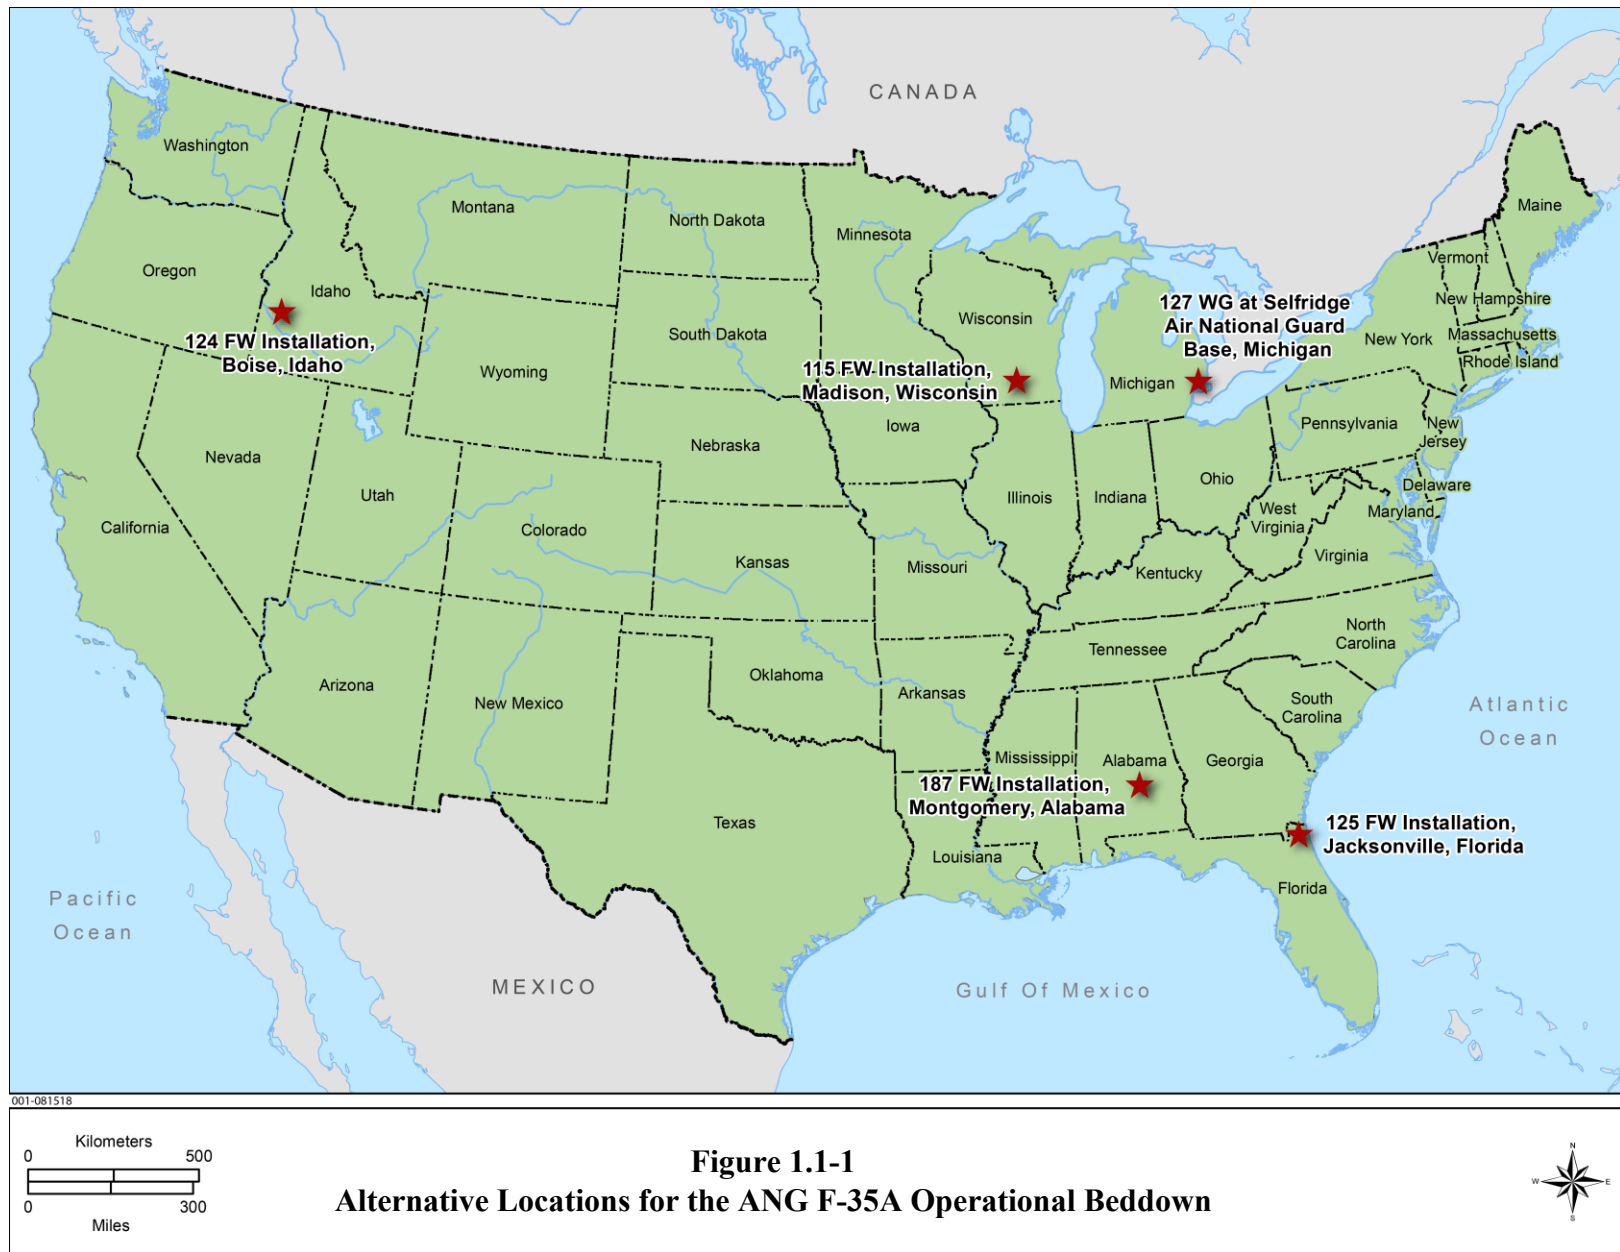 CANADA
Washington
Montana
North Dakota
Minnesota
Maine
Oregon
Idaho
Vermont
New Hampshire
127 WG at Selfridge
Air National Guard
Base, Michigan
Wisconsin
South Dakota
New York
Massachusetts
Rhode Island
124 FW Installation,
Boise, Idaho
Wyoming
115 FW Installation,
Madison, Wisconsin
Michigan
Iowa
Pennsylvania
New
Jersey
Nebraska
Nevada
Utah
Illinois
Indiana
Ohio
Delaware
West
Virginia
Maryland
California
Colorado
Kansas
Missouri
Kentucky
Virginia
North
Carolina
Tennessee
Arizona
New Mexico
Oklahoma
Arkansas
South
Carolina
Atlantic
Ocean
Mississippi
Alabama
Georgia
187 FW Installation,
Montgomery, Alabama
Texas
125 FW Installation,
Jacksonville, Florida
Louisiana
Florida
Pacific
Ocean
MEXICO
Gulf Of Mexico
001-081518
Kilometers
0 500
0 300
Miles
Figure 1.1-1
Alternative Locations for the ANG F-35A Operational Beddown
N
W E
S